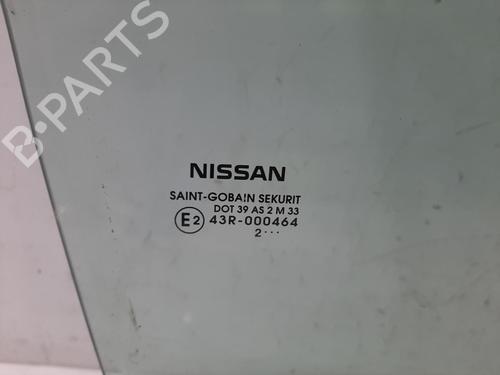 B-PARTS
NISSAN
SAINT-GOBAIN SEKURIT
DOT 39 AS 2 M 33
E2 43R-000464
2···